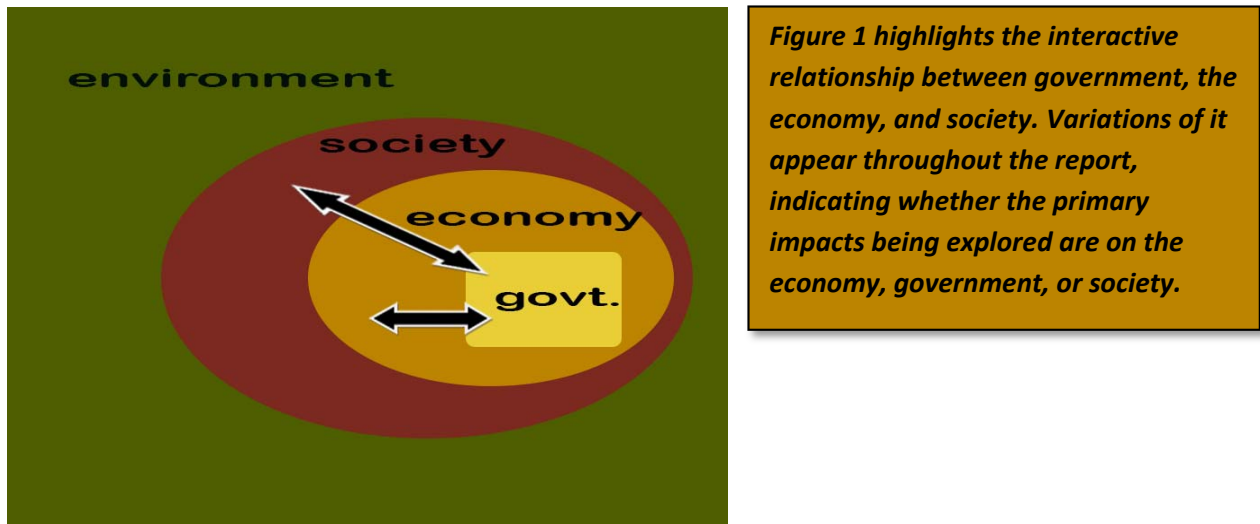 environment
society
economy
govt.
Figure 1 highlights the interactive
relationship between government, the
economy, and society. Variations of it
appear throughout the report,
indicating whether the primary
impacts being explored are on the
economy, government, or society.